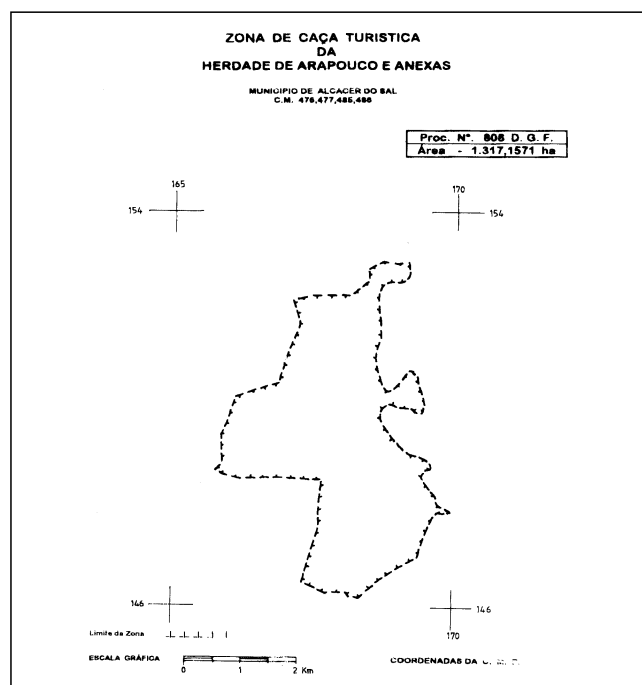 ZONA DE CAÇA TURISTICA
DA
HERDADE DE ARAPOUCO E ANEXAS
MUNICIPIO DE ALCACER DO SAL
C.M. 476,477,485,486
Proc. Nº. 808 D. G. F.
Área - 1.317,1571 ha
165
170
154
154
146
146
170
Limite da Zona
ESCALA GRÁFICA
0 1 2 Km
COORDENADAS DA